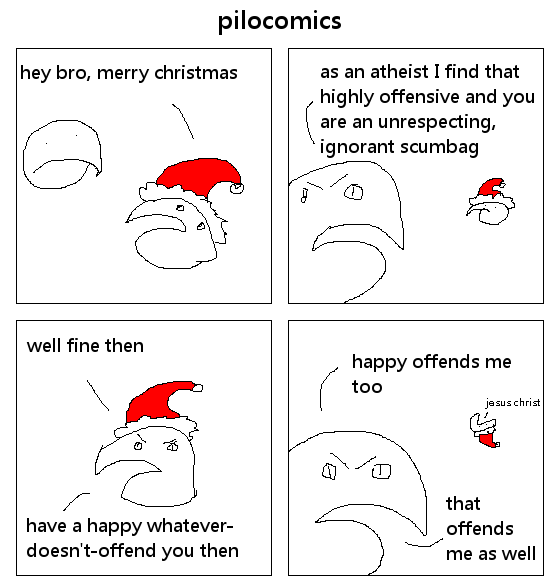 pilocomics
hey bro, merry christmas
as an atheist I find that
highly offensive and you
are an unrespecting,
ignorant scumbag
well fine then
have a happy whatever-
doesn't-offend you then
happy offends me
too
jesus christ
that
offends
me as well